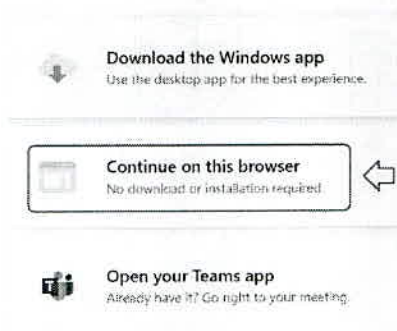 Download the Windows app
Use the desktop app for the best experience.
Continue on this browser
No download or installation required
Open your Teams app
Already have it? Go right to your meeting.